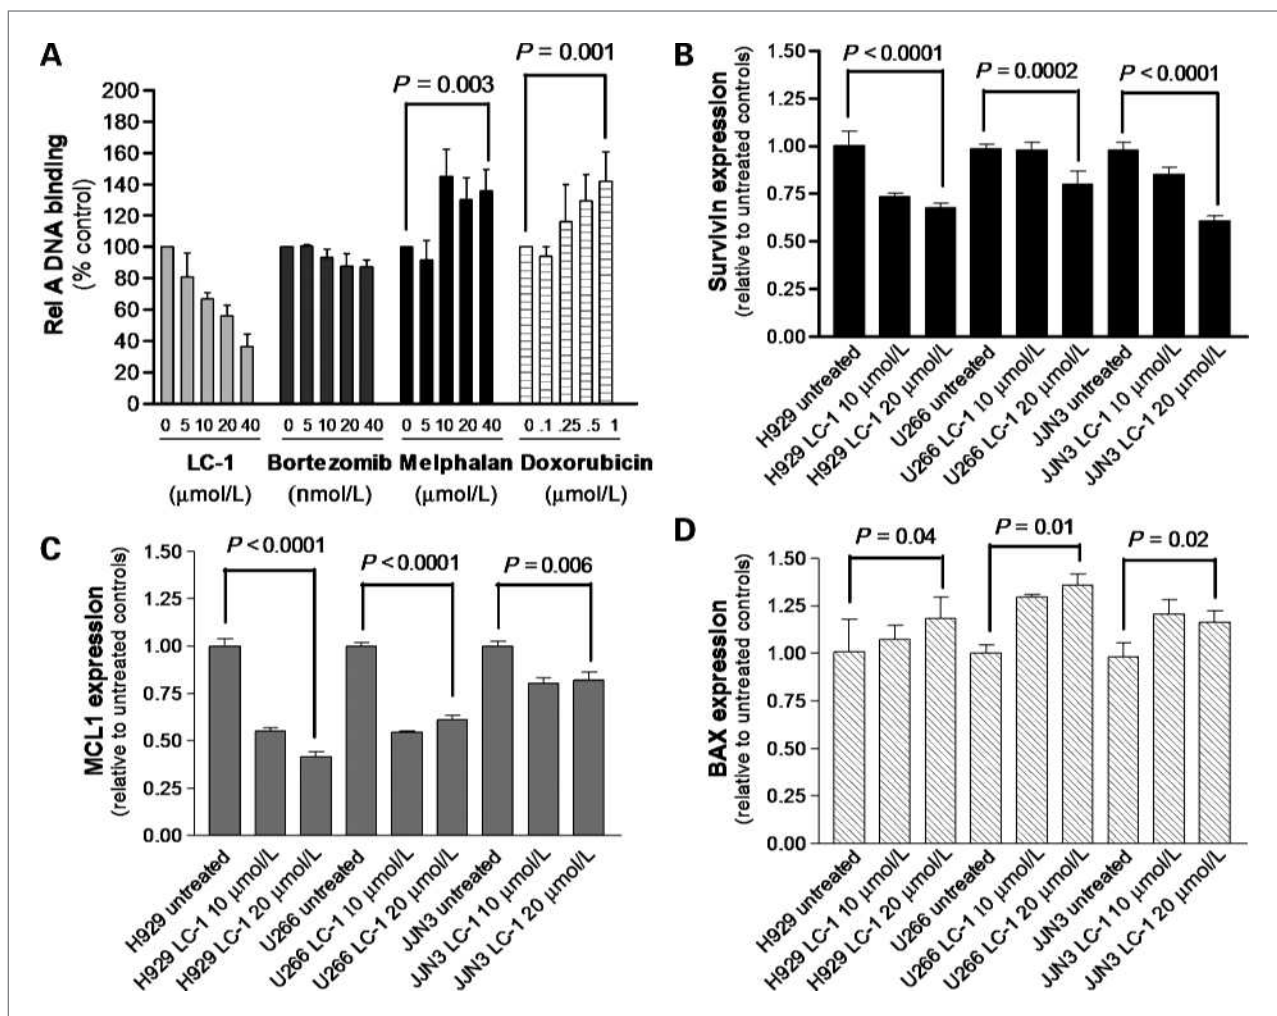 A
P = 0.003
P = 0.001
Rel A DNA binding
(% control)
200
180
160
140
120
100
80
60
40
20
0
0 5 10 20 40
0 5 10 20 40
0 5 10 20 40
0 .1 .25 .5 1
LC-1
Bortezomib
Melphalan
Doxorubicin
(μmol/L)
(nmol/L)
(μmol/L)
(μmol/L)
B
P < 0.0001
P = 0.0002
P < 0.0001
Survivin expression
(relative to untreated controls)
1.50
1.25
1.00
0.75
0.50
0.25
0.00
H929 untreated
H929 LC-1 10 μmol/L
H929 LC-1 20 μmol/L
U266 untreated
U266 LC-1 10 μmol/L
U266 LC-1 20 μmol/L
JJN3 untreated
JJN3 LC-1 10 μmol/L
JJN3 LC-1 20 μmol/L
C
P < 0.0001
P < 0.0001
P = 0.006
MCL1 expression
(relative to untreated controls)
1.50
1.25
1.00
0.75
0.50
0.25
0.00
H929 untreated
H929 LC-1 10 μmol/L
H929 LC-1 20 μmol/L
U266 untreated
U266 LC-1 10 μmol/L
U266 LC-1 20 μmol/L
JJN3 untreated
JJN3 LC-1 10 μmol/L
JJN3 LC-1 20 μmol/L
D
P = 0.04
P = 0.01
P = 0.02
BAX expression
(relative to untreated controls)
1.50
1.25
1.00
0.75
0.50
0.25
0.00
H929 untreated
H929 LC-1 10 μmol/L
H929 LC-1 20 μmol/L
U266 untreated
U266 LC-1 10 μmol/L
U266 LC-1 20 μmol/L
JJN3 untreated
JJN3 LC-1 10 μmol/L
JJN3 LC-1 20 μmol/L